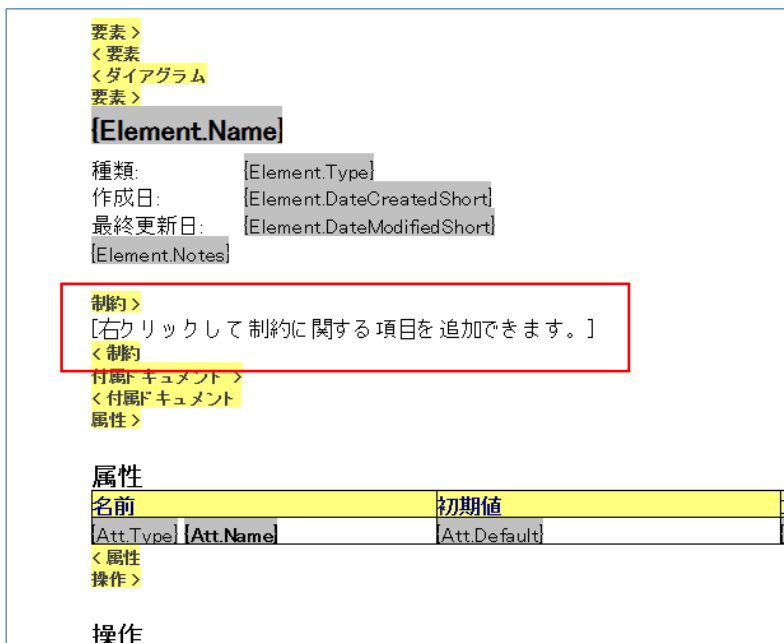 要素 >
< 要素
< ダイアグラム
要素 >
{Element.Name}
種類: {Element.Type}
作成日: {Element.DateCreatedShort}
最終更新日: {Element.DateModifiedShort}
{Element.Notes}
制約 >
[右クリックして制約に関する項目を追加できます。]
< 制約
付属ドキュメント >
< 付属ドキュメント
属性 >
属性
名前 初期値
{Att.Type} {Att.Name} {Att.Default}
< 属性
操作 >
操作